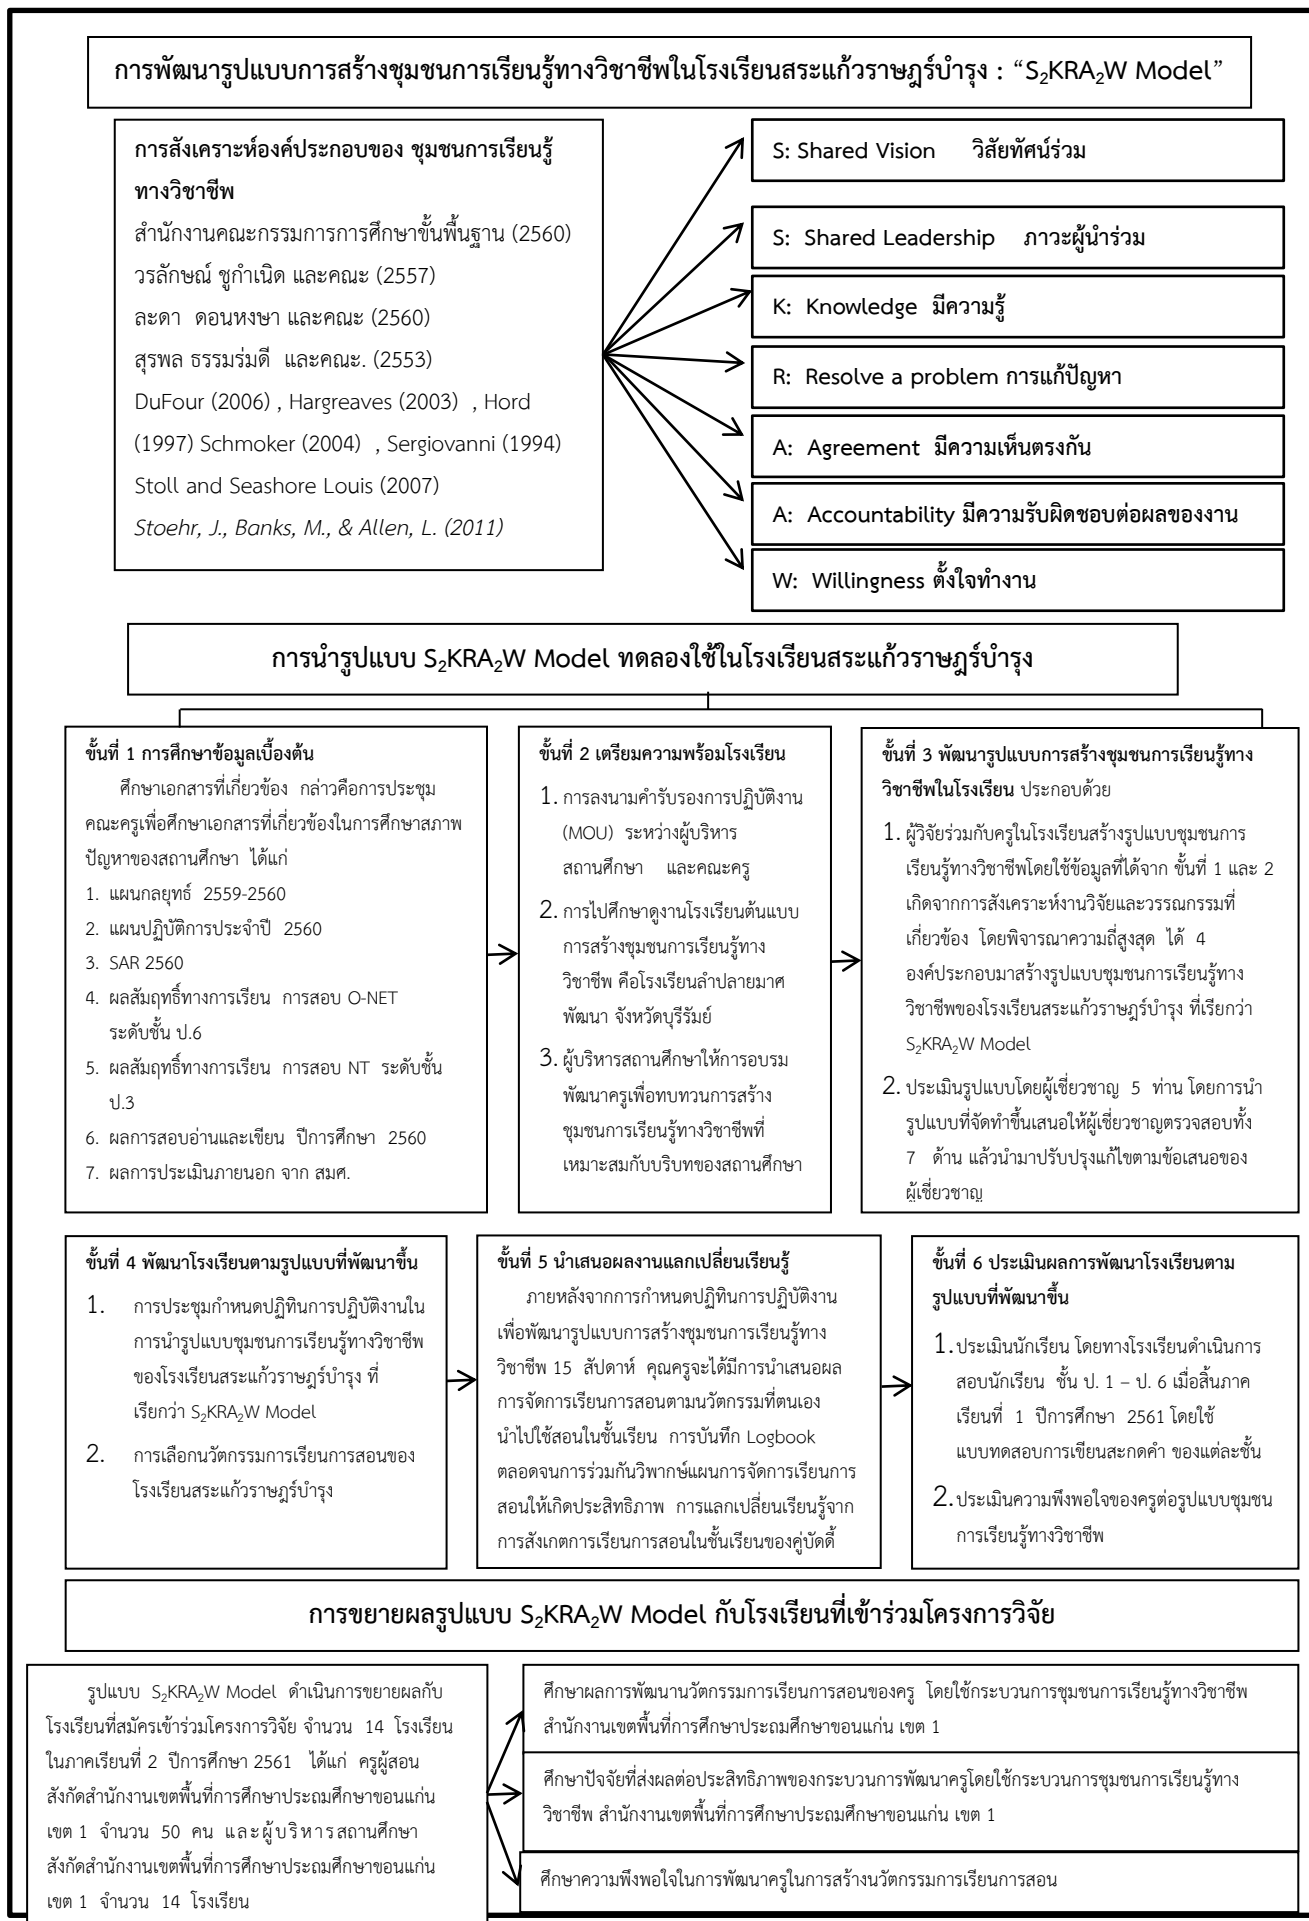 การพัฒนารูปแบบการสร้างชุมชนการเรียนรู้ทางวิชาชีพในโรงเรียนสระแก้วราษฎร์บำรุง : “S₂KRA₂W Model”
การสังเคราะห์องค์ประกอบของ ชุมชนการเรียนรู้
ทางวิชาชีพ
สำนักงานคณะกรรมการการศึกษาขั้นพื้นฐาน (2560)
วรลักษณ์ ชูกำเนิด และคณะ (2557)
ละดา ดอนหงษา และคณะ (2560)
สุรพล ธรรมร่มดี และคณะ. (2553)
DuFour (2006) , Hargreaves (2003) , Hord
(1997) Schmoker (2004) , Sergiovanni (1994)
Stoll and Seashore Louis (2007)
Stoehr, J., Banks, M., & Allen, L. (2011)
S: Shared Vision วิสัยทัศน์ร่วม
S: Shared Leadership ภาวะผู้นำร่วม
K: Knowledge มีความรู้
R: Resolve a problem การแก้ปัญหา
A: Agreement มีความเห็นตรงกัน
A: Accountability มีความรับผิดชอบต่อผลของงาน
W: Willingness ตั้งใจทำงาน
การนำรูปแบบ S₂KRA₂W Model ทดลองใช้ในโรงเรียนสระแก้วราษฎร์บำรุง
ขั้นที่ 1 การศึกษาข้อมูลเบื้องต้น
ศึกษาเอกสารที่เกี่ยวข้อง กล่าวคือการประชุม
คณะครูเพื่อศึกษาเอกสารที่เกี่ยวข้องในการศึกษาสภาพ
ปัญหาของสถานศึกษา ได้แก่
1. แผนกลยุทธ์ 2559-2560
2. แผนปฏิบัติการประจำปี 2560
3. SAR 2560
4. ผลสัมฤทธิ์ทางการเรียน การสอบ O-NET
ระดับชั้น ป.6
5. ผลสัมฤทธิ์ทางการเรียน การสอบ NT ระดับชั้น
ป.3
6. ผลการสอบอ่านและเขียน ปีการศึกษา 2560
7. ผลการประเมินภายนอก จาก สมศ.
ขั้นที่ 2 เตรียมความพร้อมโรงเรียน
1. การลงนามคำรับรองการปฏิบัติงาน
(MOU) ระหว่างผู้บริหาร
สถานศึกษา และคณะครู
2. การไปศึกษาดูงานโรงเรียนต้นแบบ
การสร้างชุมชนการเรียนรู้ทาง
วิชาชีพ คือโรงเรียนลำปลายมาศ
พัฒนา จังหวัดบุรีรัมย์
3. ผู้บริหารสถานศึกษาให้การอบรม
พัฒนาครูเพื่อทบทวนการสร้าง
ชุมชนการเรียนรู้ทางวิชาชีพที่
เหมาะสมกับบริบทของสถานศึกษา
ขั้นที่ 3 พัฒนารูปแบบการสร้างชุมชนการเรียนรู้ทาง
วิชาชีพในโรงเรียน ประกอบด้วย
1. ผู้วิจัยร่วมกับครูในโรงเรียนสร้างรูปแบบชุมชนการ
เรียนรู้ทางวิชาชีพโดยใช้ข้อมูลที่ได้จาก ขั้นที่ 1 และ 2
เกิดจากการสังเคราะห์งานวิจัยและวรรณกรรมที่
เกี่ยวข้อง โดยพิจารณาความถี่สูงสุด ได้ 4
องค์ประกอบมาสร้างรูปแบบชุมชนการเรียนรู้ทาง
วิชาชีพของโรงเรียนสระแก้วราษฎร์บำรุง ที่เรียกว่า
S₂KRA₂W Model
2. ประเมินรูปแบบโดยผู้เชี่ยวชาญ 5 ท่าน โดยการนำ
รูปแบบที่จัดทำขึ้นเสนอให้ผู้เชี่ยวชาญตรวจสอบทั้ง
7 ด้าน แล้วนำมาปรับปรุงแก้ไขตามข้อเสนอของ
ผู้เชี่ยวชาญ
ขั้นที่ 4 พัฒนาโรงเรียนตามรูปแบบที่พัฒนาขึ้น
1. การประชุมกำหนดปฏิทินการปฏิบัติงานใน
การนำรูปแบบชุมชนการเรียนรู้ทางวิชาชีพ
ของโรงเรียนสระแก้วราษฎร์บำรุง ที่
เรียกว่า S₂KRA₂W Model
2. การเลือกนวัตกรรมการเรียนการสอนของ
โรงเรียนสระแก้วราษฎร์บำรุง
ขั้นที่ 5 นำเสนอผลงานแลกเปลี่ยนเรียนรู้
ภายหลังจากการกำหนดปฏิทินการปฏิบัติงาน
เพื่อพัฒนารูปแบบการสร้างชุมชนการเรียนรู้ทาง
วิชาชีพ 15 สัปดาห์ คุณครูจะได้มีการนำเสนอผล
การจัดการเรียนการสอนตามนวัตกรรมที่ตนเอง
นำไปใช้สอนในชั้นเรียน การบันทึก Logbook
ตลอดจนการร่วมกันวิพากษ์แผนการจัดการเรียนการ
สอนให้เกิดประสิทธิภาพ การแลกเปลี่ยนเรียนรู้จาก
การสังเกตการเรียนการสอนในชั้นเรียนของคู่บัดดี้
ขั้นที่ 6 ประเมินผลการพัฒนาโรงเรียนตาม
รูปแบบที่พัฒนาขึ้น
1. ประเมินนักเรียน โดยทางโรงเรียนดำเนินการ
สอบนักเรียน ชั้น ป. 1 – ป. 6 เมื่อสิ้นภาค
เรียนที่ 1 ปีการศึกษา 2561 โดยใช้
แบบทดสอบการเขียนสะกดคำ ของแต่ละชั้น
2. ประเมินความพึงพอใจของครูต่อรูปแบบชุมชน
การเรียนรู้ทางวิชาชีพ
การขยายผลรูปแบบ S₂KRA₂W Model กับโรงเรียนที่เข้าร่วมโครงการวิจัย
รูปแบบ S₂KRA₂W Model ดำเนินการขยายผลกับ
โรงเรียนที่สมัครเข้าร่วมโครงการวิจัย จำนวน 14 โรงเรียน
ในภาคเรียนที่ 2 ปีการศึกษา 2561 ได้แก่ ครูผู้สอน
สังกัดสำนักงานเขตพื้นที่การศึกษาประถมศึกษาขอนแก่น
เขต 1 จำนวน 50 คน และผู้บริหารสถานศึกษา
สังกัดสำนักงานเขตพื้นที่การศึกษาประถมศึกษาขอนแก่น
เขต 1 จำนวน 14 โรงเรียน
ศึกษาผลการพัฒนานวัตกรรมการเรียนการสอนของครู โดยใช้กระบวนการชุมชนการเรียนรู้ทางวิชาชีพ
สำนักงานเขตพื้นที่การศึกษาประถมศึกษาขอนแก่น เขต 1
ศึกษาปัจจัยที่ส่งผลต่อประสิทธิภาพของกระบวนการพัฒนาครูโดยใช้กระบวนการชุมชนการเรียนรู้ทาง
วิชาชีพ สำนักงานเขตพื้นที่การศึกษาประถมศึกษาขอนแก่น เขต 1
ศึกษาความพึงพอใจในการพัฒนาครูในการสร้างนวัตกรรมการเรียนการสอน